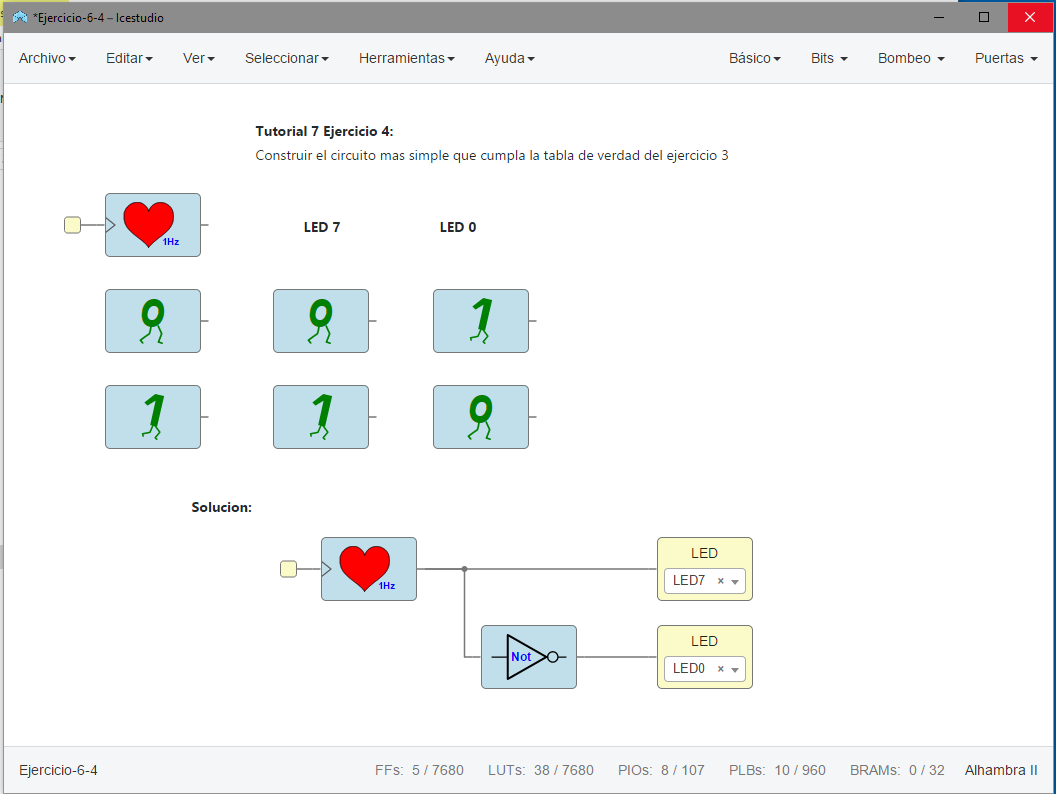 *Ejercicio-6-4 – Icestudio
Archivo Editar Ver Seleccionar Herramientas Ayuda Básico Bits Bombeo Puertas
Tutorial 7 Ejercicio 4:
Construir el circuito mas simple que cumpla la tabla de verdad del ejercicio 3
1Hz
LED 7 LED 0
0 0 1
1 1 0
Solucion:
1Hz
LED
LED7 ×
Not
LED
LED0 ×
Ejercicio-6-4 FFs: 5 / 7680 LUTs: 38 / 7680 PIOs: 8 / 107 PLBs: 10 / 960 BRAMs: 0 / 32 Alhambra II